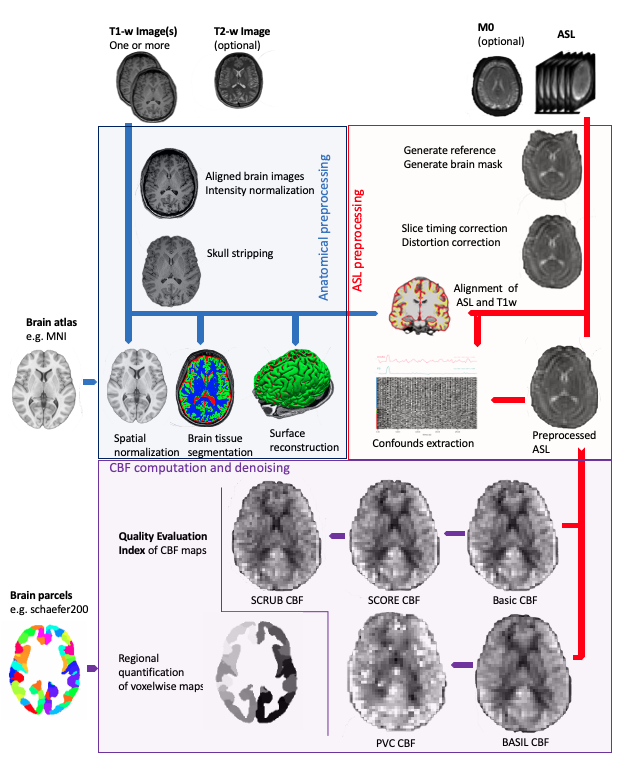 T1-w Image(s)
One or more
T2-w Image
(optional)
M0
(optional)
ASL
Aligned brain images
Intensity normalization
Skull stripping
Anatomical preprocessing
ASL preprocessing
Generate reference
Generate brain mask
Slice timing correction
Distortion correction
Alignment of
ASL and T1w
Brain atlas
e.g. MNI
Spatial
normalization
Brain tissue
segmentation
Surface
reconstruction
Confounds extraction
Preprocessed
ASL
CBF computation and denoising
Quality Evaluation
Index of CBF maps
SCRUB CBF
SCORE CBF
Basic CBF
Brain parcels
e.g. schaefer200
Regional
quantification
of voxelwise maps
PVC CBF
BASIL CBF